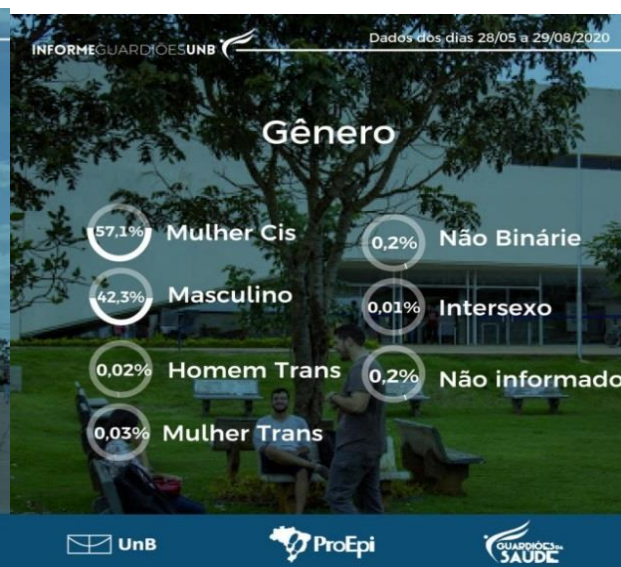 INFORMEGUARDIÕESUNB
Dados dos dias 28/05 a 29/08/2020
Gênero
57,1% Mulher Cis
42,3% Masculino
0,02% Homem Trans
0,03% Mulher Trans
0,2% Não Binárie
0,01% Intersexo
0,2% Não informado
UnB
ProEpi
GUARDIÕES DA
SAÚDE